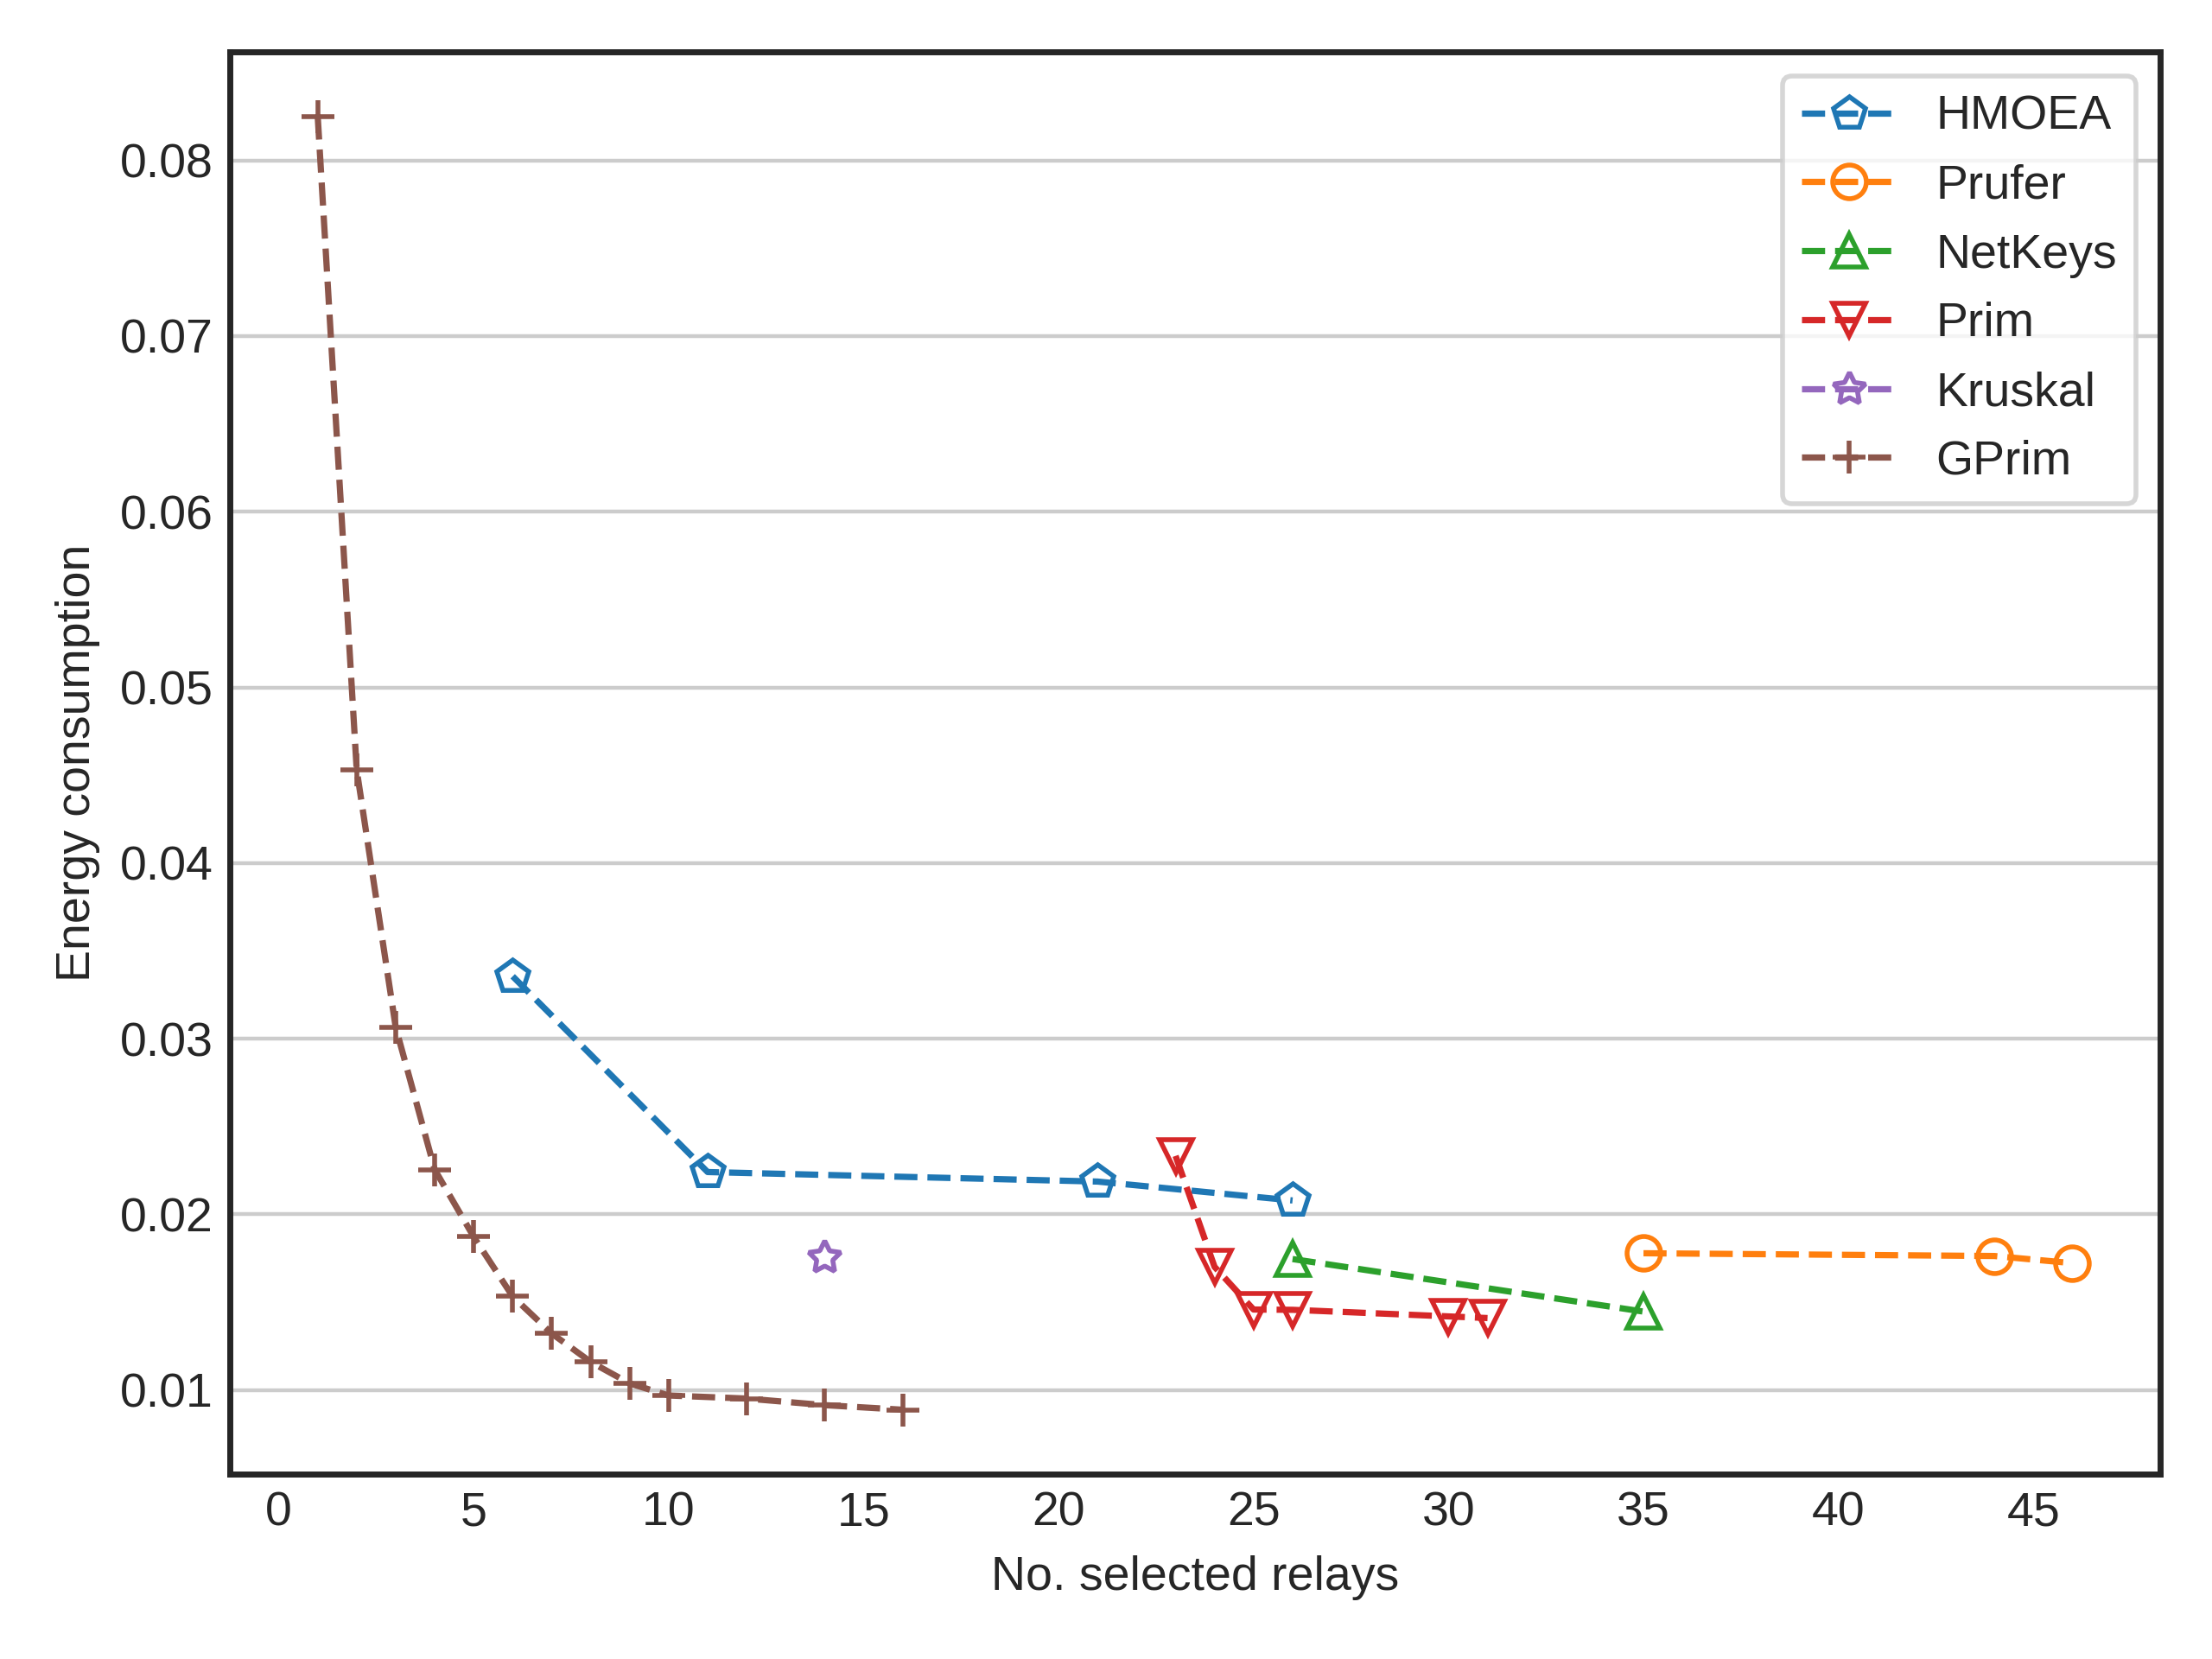 HMOEA
Prufer
NetKeys
Prim
Kruskal
GPrim
0.08
0.07
0.06
0.05
0.04
0.03
0.02
0.01
Energy consumption
0 5 10 15 20 25 30 35 40 45
No. selected relays